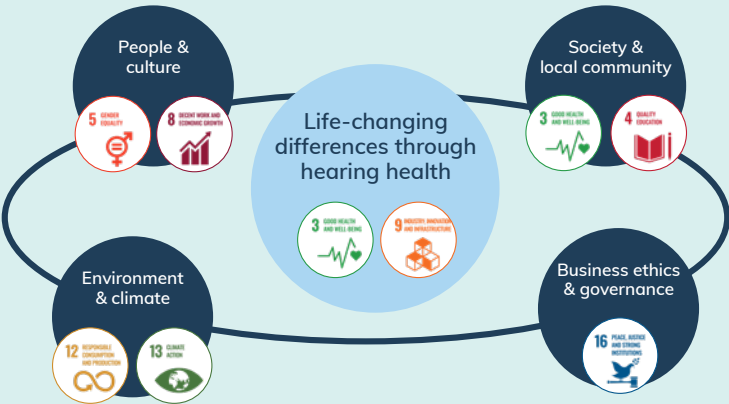 People &
culture
5 GENDER
EQUALITY
8 DECENT WORK AND
ECONOMIC GROWTH
Life-changing
differences through
hearing health
3 GOOD HEALTH
AND WELL-BEING
9 INDUSTRY, INNOVATION
AND INFRASTRUCTURE
Society &
local community
3 GOOD HEALTH
AND WELL-BEING
4 QUALITY
EDUCATION
Environment
& climate
12 RESPONSIBLE
CONSUMPTION
AND PRODUCTION
13 CLIMATE
ACTION
Business ethics
& governance
16 PEACE, JUSTICE
AND STRONG
INSTITUTIONS